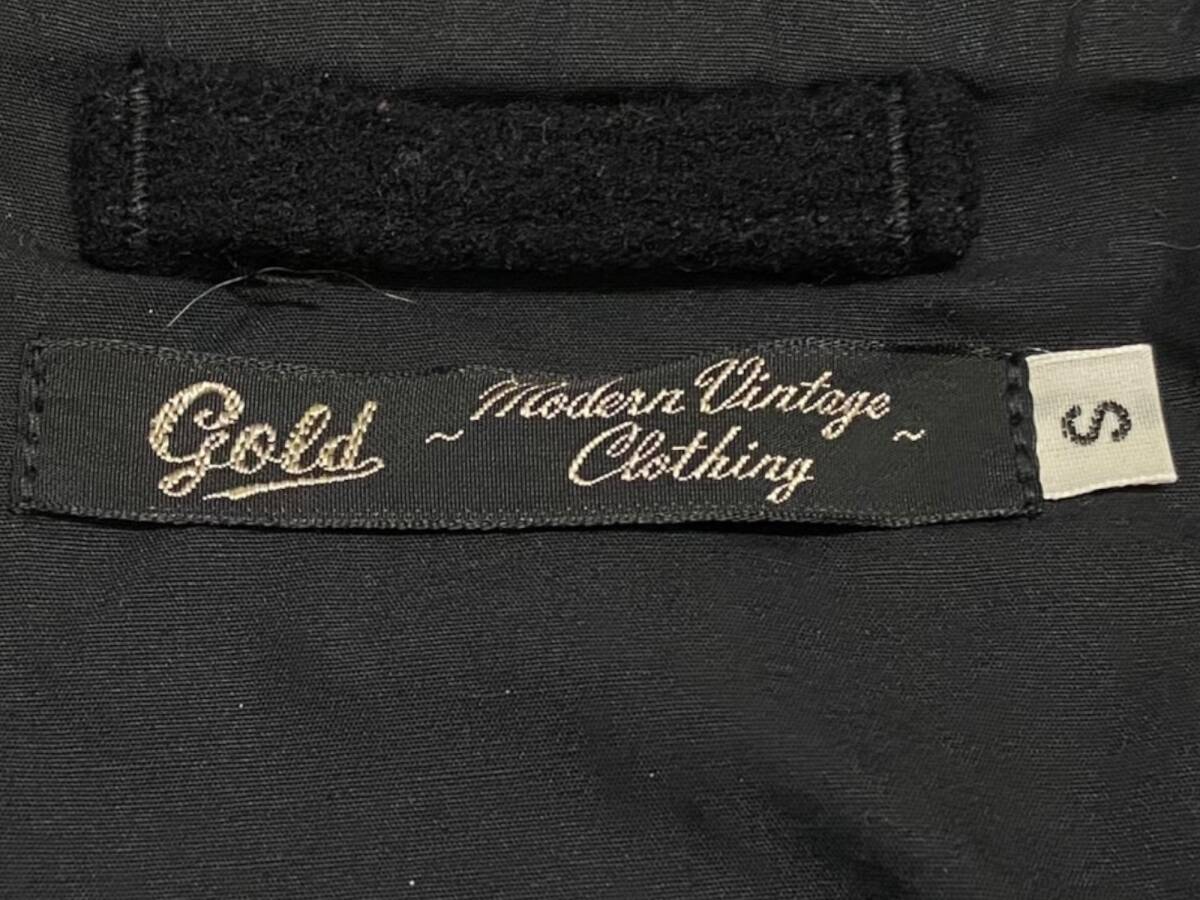 Gold
~ Modern Vintage
Clothing ~
S